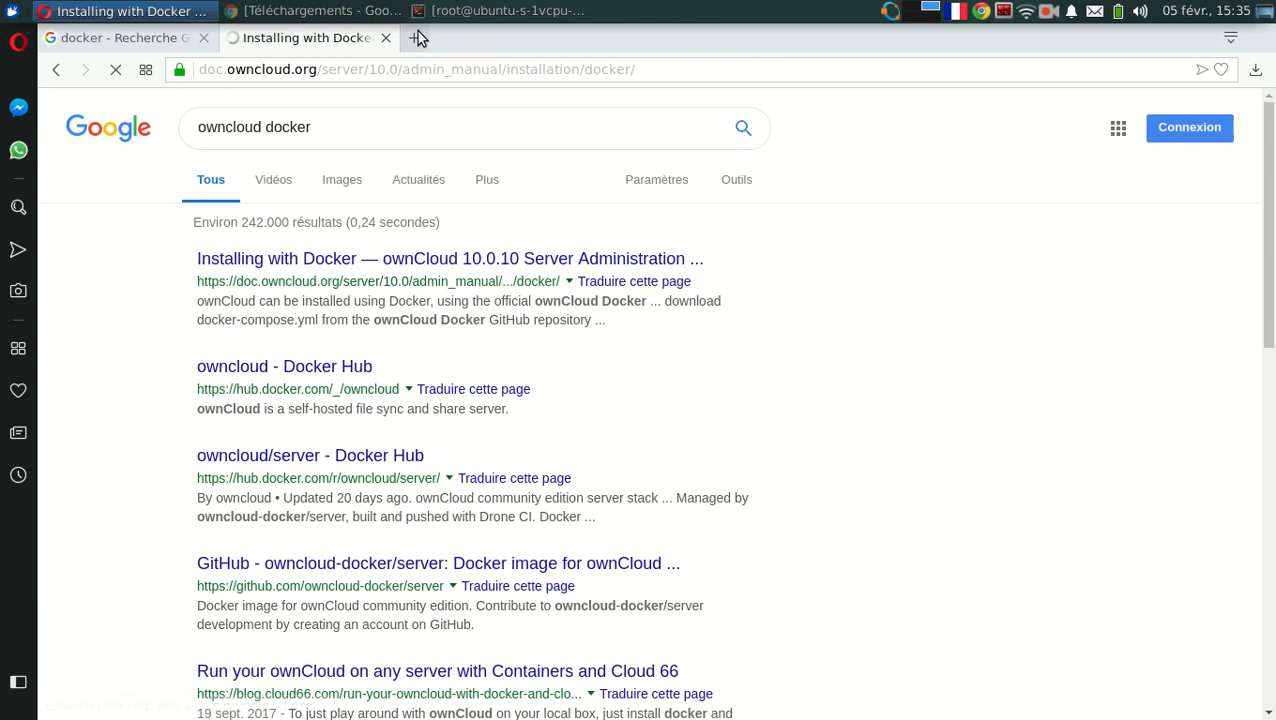 Installing with Docker ...
[Téléchargements - Goo...
[root@ubuntu-s-1vcpu-...
05 févr., 15:35
docker - Recherche G
Installing with Docke
doc.owncloud.org/server/10.0/admin_manual/installation/docker/
Google
owncloud docker
Connexion
Tous
Vidéos
Images
Actualités
Plus
Paramètres
Outils
Environ 242.000 résultats (0,24 secondes)
Installing with Docker — ownCloud 10.0.10 Server Administration ...
https://doc.owncloud.org/server/10.0/admin_manual/.../docker/ Traduire cette page
ownCloud can be installed using Docker, using the official ownCloud Docker ... download
docker-compose.yml from the ownCloud Docker GitHub repository ...
owncloud - Docker Hub
https://hub.docker.com/_/owncloud Traduire cette page
ownCloud is a self-hosted file sync and share server.
owncloud/server - Docker Hub
https://hub.docker.com/r/owncloud/server/ Traduire cette page
By owncloud • Updated 20 days ago. ownCloud community edition server stack ... Managed by
owncloud-docker/server, built and pushed with Drone CI. Docker ...
GitHub - owncloud-docker/server: Docker image for ownCloud ...
https://github.com/owncloud-docker/server Traduire cette page
Docker image for ownCloud community edition. Contribute to owncloud-docker/server
development by creating an account on GitHub.
Run your ownCloud on any server with Containers and Cloud 66
https://blog.cloud66.com/run-your-owncloud-with-docker-and-clo... Traduire cette page
19 sept. 2017 - To just play around with ownCloud on your local box, just install docker and